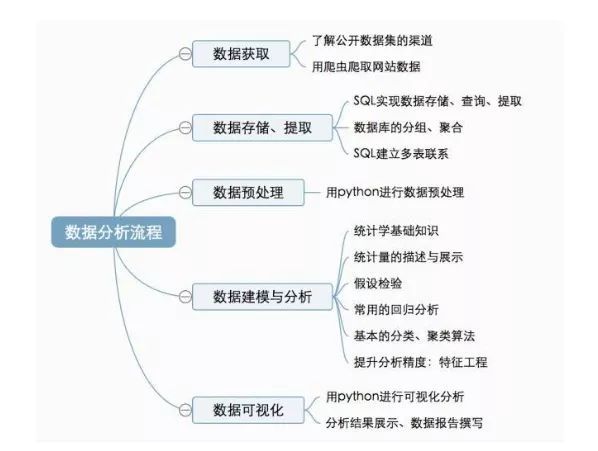 数据分析流程
数据获取
了解公开数据集的渠道
用爬虫爬取网站数据
数据存储、提取
SQL实现数据存储、查询、提取
数据库的分组、聚合
SQL建立多表联系
数据预处理
用python进行数据预处理
数据建模与分析
统计学基础知识
统计量的描述与展示
假设检验
常用的回归分析
基本的分类、聚类算法
提升分析精度：特征工程
数据可视化
用python进行可视化分析
分析结果展示、数据报告撰写